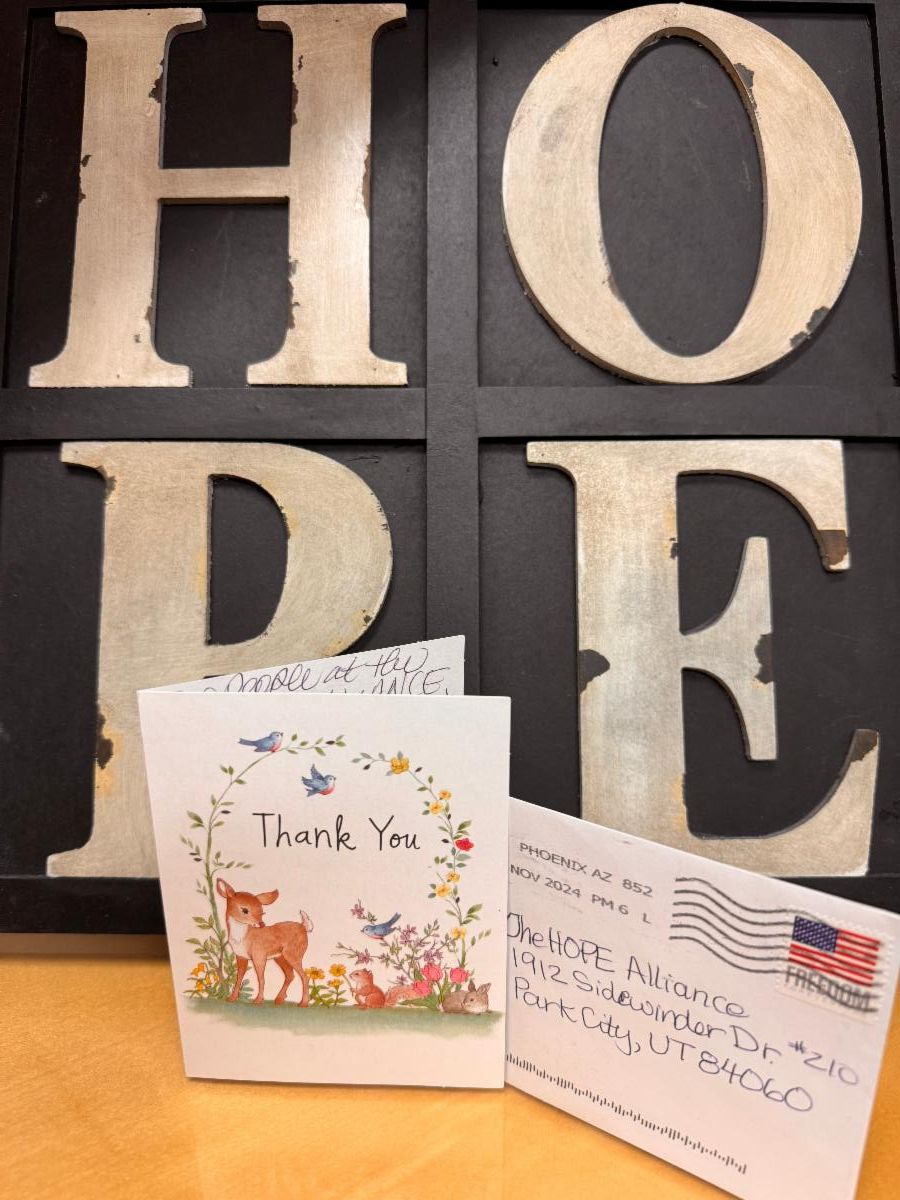 HO
PE
people at the
ALLIANCE,
Thank You
PHOENIX AZ 852
NOV 2024 PM 6 L
FREEDOM
The HOPE Alliance
1912 Sidewinder Dr. #210
Park City, UT 84060